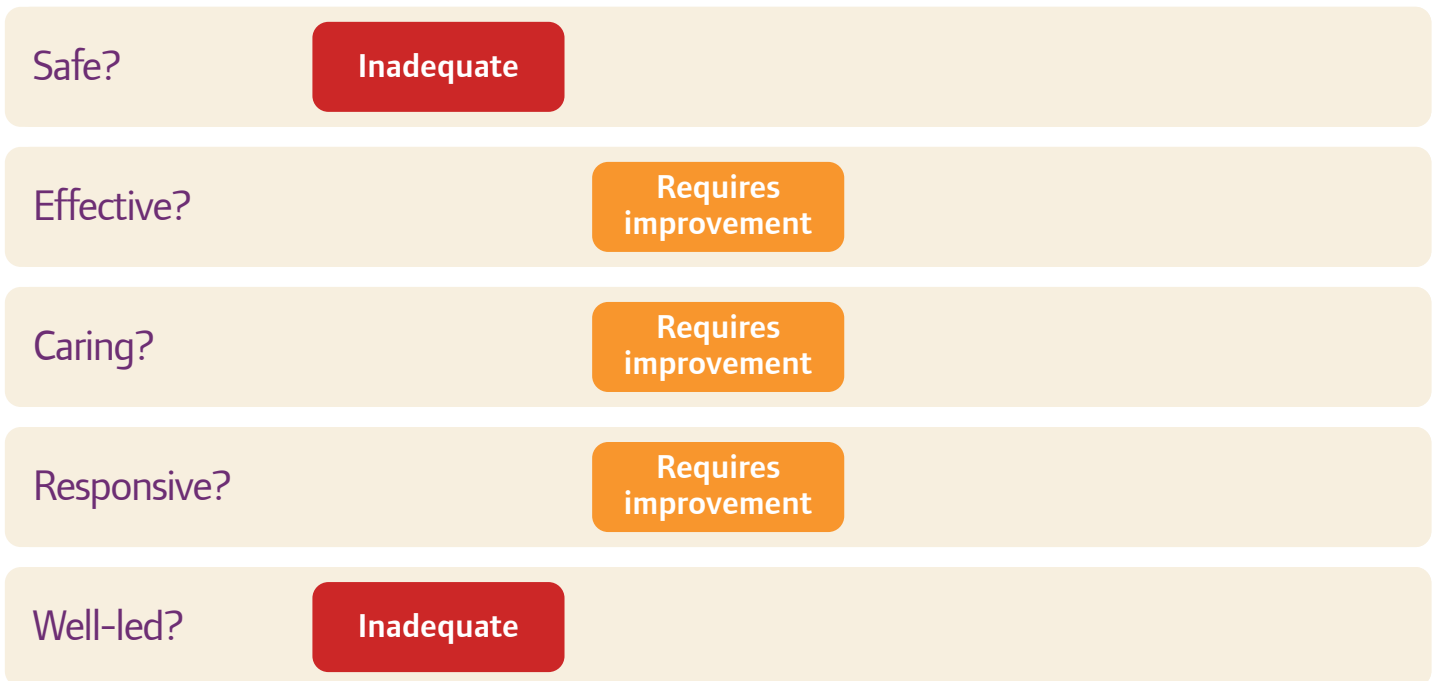 Safe?
Inadequate
Effective?
Requires
improvement
Caring?
Requires
improvement
Responsive?
Requires
improvement
Well-led?
Inadequate